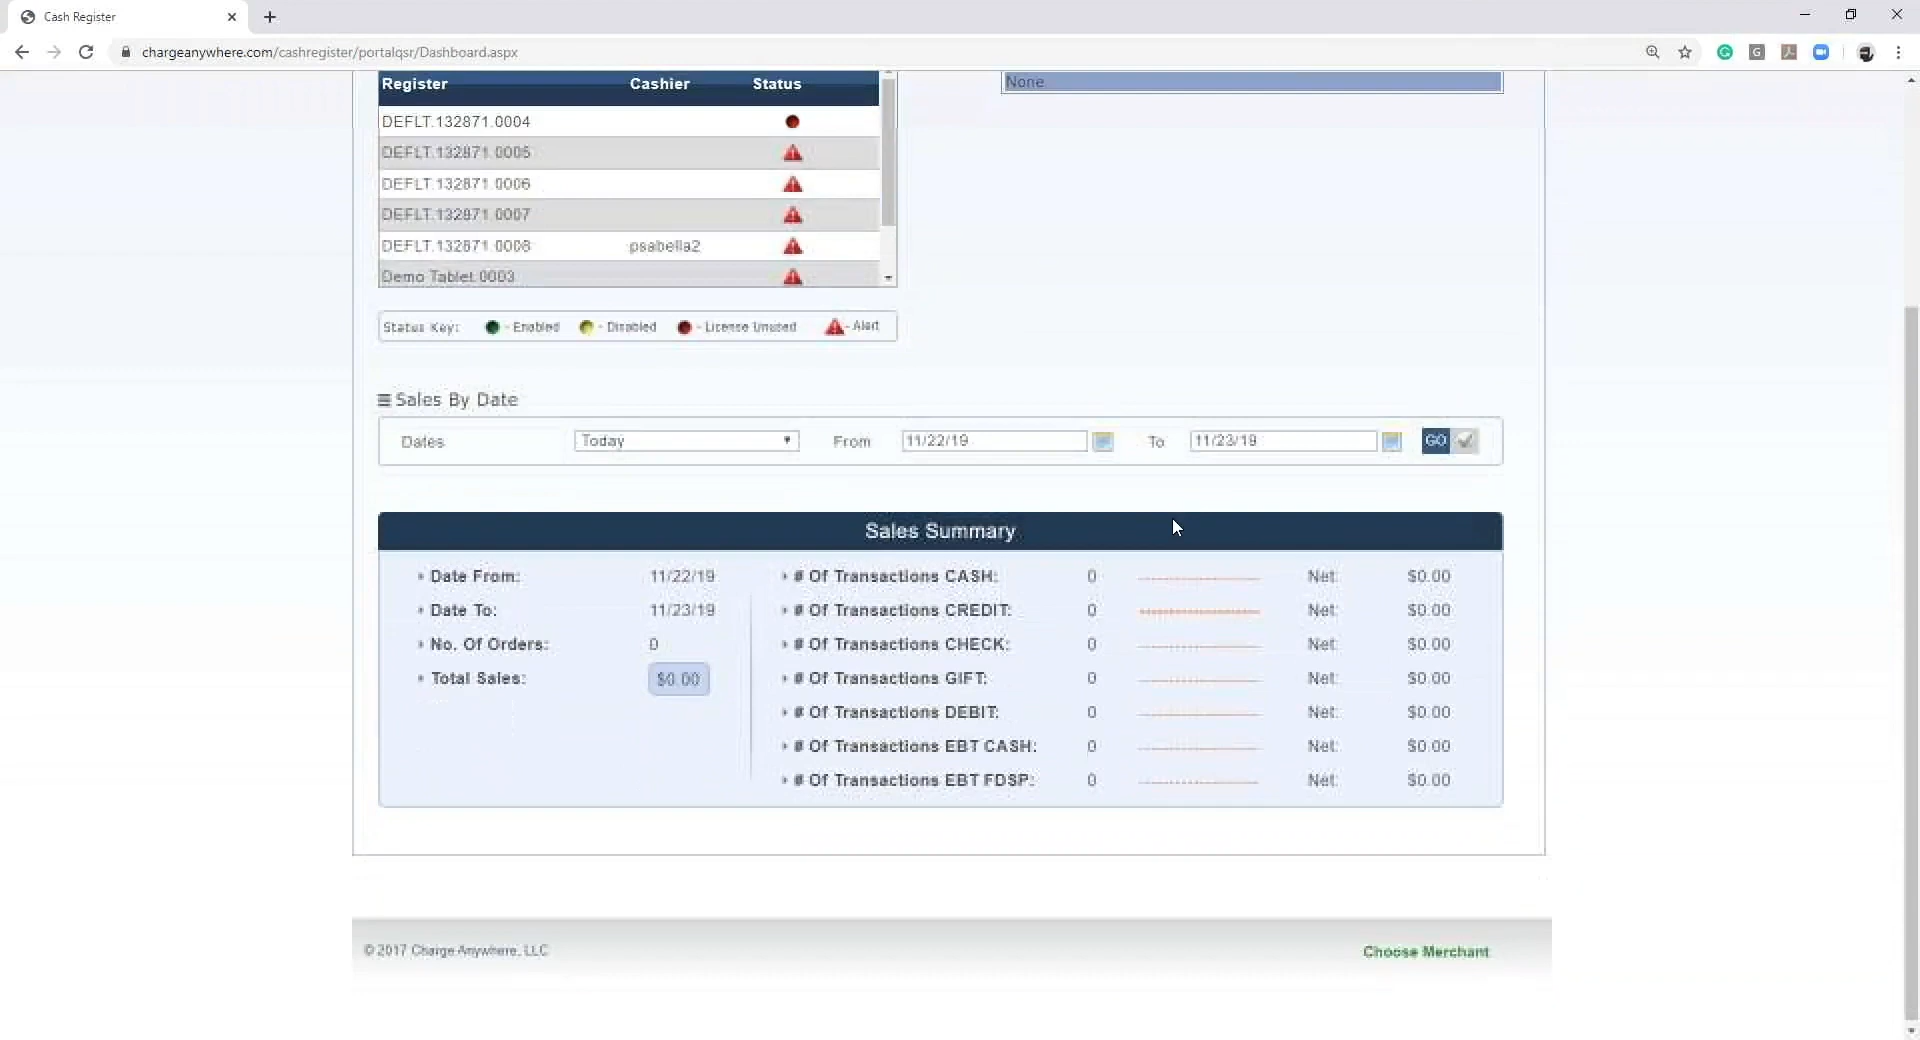 Cash Register
chargeanywhere.com/cashregister/portalqsr/Dashboard.aspx
Register Cashier Status
None
DEFLT.132871.0004
DEFLT.132871.0005
DEFLT.132871.0006
DEFLT.132871.0007
DEFLT.132871.0008 psabella2
Demo Tablet.0003
Status Key: - Enabled - Disabled - License Unused - Alert
Sales By Date
Dates Today From 11/22/19 To 11/23/19 GO
Sales Summary
Date From: 11/22/19 # Of Transactions CASH: 0 Net: $0.00
Date To: 11/23/19 # Of Transactions CREDIT: 0 Net: $0.00
No. Of Orders: 0 # Of Transactions CHECK: 0 Net: $0.00
Total Sales: $0.00 # Of Transactions GIFT: 0 Net: $0.00
# Of Transactions DEBIT: 0 Net: $0.00
# Of Transactions EBT CASH: 0 Net: $0.00
# Of Transactions EBT FDSP: 0 Net: $0.00
© 2017 Charge Anywhere, LLC Choose Merchant